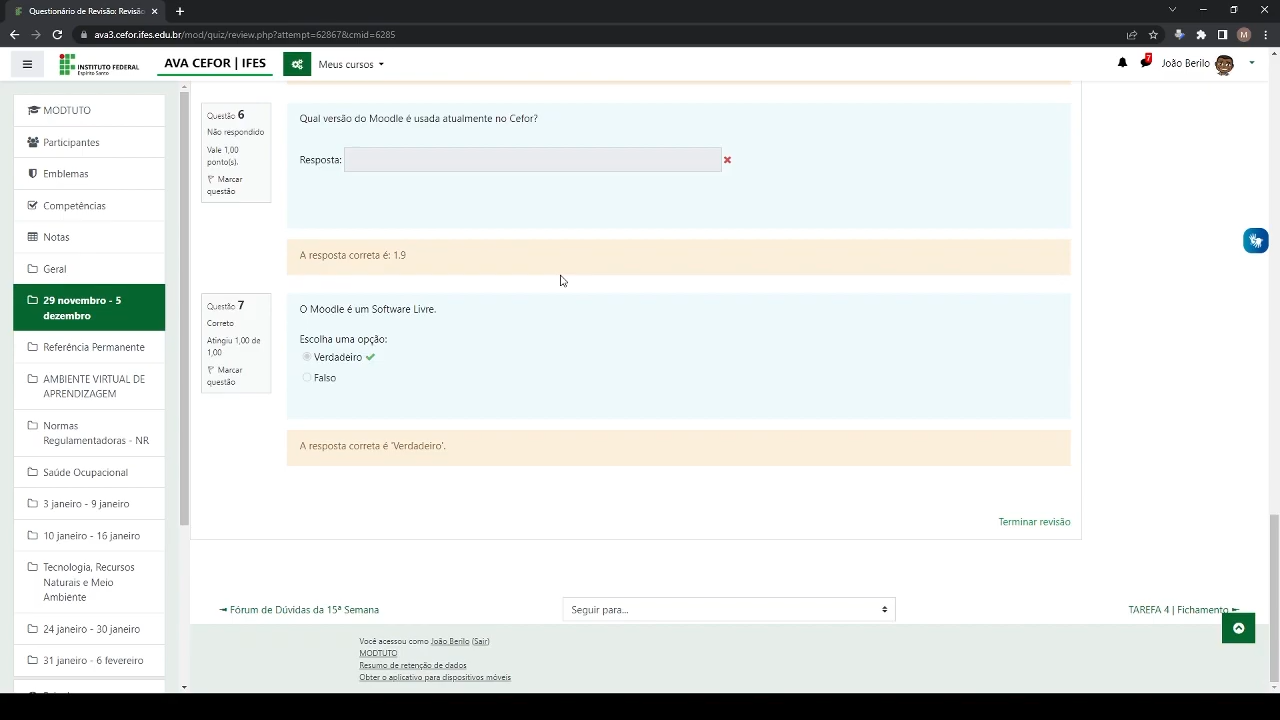 Questionário de Revisão: Revisão
ava3.cefor.ifes.edu.br/mod/quiz/review.php?attempt=62867&cmid=6285
M
INSTITUTO FEDERAL
Espírito Santo
AVA CEFOR | IFES
Meus cursos
7
João Berilo
MODTUTO
Participantes
Emblemas
Competências
Notas
Geral
29 novembro - 5
dezembro
Referência Permanente
AMBIENTE VIRTUAL DE
APRENDIZAGEM
Normas
Regulamentadoras - NR
Saúde Ocupacional
3 janeiro - 9 janeiro
10 janeiro - 16 janeiro
Tecnologia, Recursos
Naturais e Meio
Ambiente
24 janeiro - 30 janeiro
31 janeiro - 6 fevereiro
Questão 6
Não respondido
Vale 1,00
ponto(s).
Marcar
questão
Qual versão do Moodle é usada atualmente no Cefor?
Resposta:
A resposta correta é: 1.9
Questão 7
Correto
Atingiu 1,00 de
1,00
Marcar
questão
O Moodle é um Software Livre.
Escolha uma opção:
Verdadeiro
Falso
A resposta correta é 'Verdadeiro'.
Terminar revisão
◄ Fórum de Dúvidas da 15ª Semana
Seguir para...
TAREFA 4 | Fichamento ►
Você acessou como João Berilo (Sair)
MODTUTO
Resumo de retenção de dados
Obter o aplicativo para dispositivos móveis